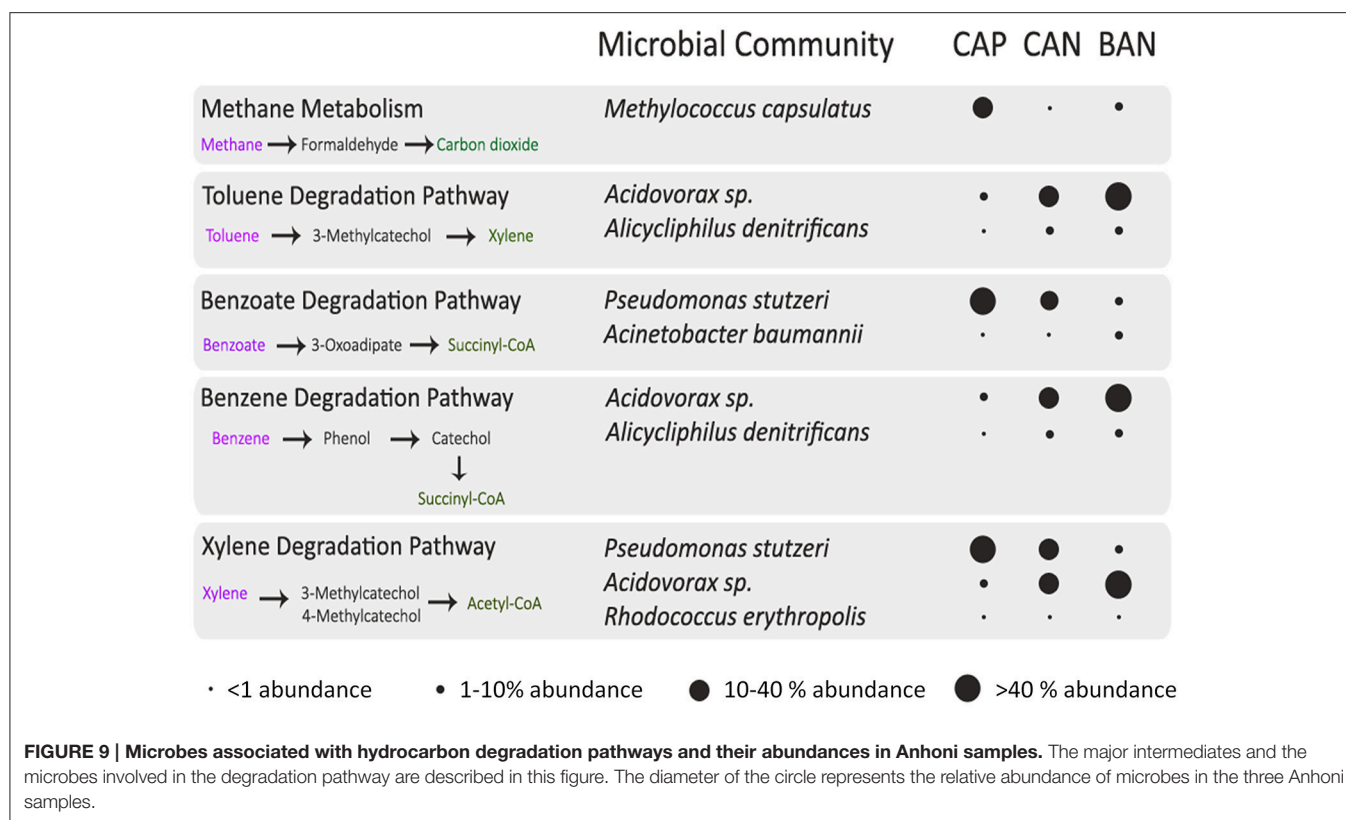 Microbial Community CAP CAN BAN
Methane Metabolism Methylococcus capsulatus
Methane → Formaldehyde → Carbon dioxide
Toluene Degradation Pathway Acidovorax sp.
Toluene → 3-Methylcatechol → Xylene Alicycliphilus denitrificans
Benzoate Degradation Pathway Pseudomonas stutzeri
Benzoate → 3-Oxoadipate → Succinyl-CoA Acinetobacter baumannii
Benzene Degradation Pathway Acidovorax sp.
Benzene → Phenol → Catechol Alicycliphilus denitrificans
↓
Succinyl-CoA
Xylene Degradation Pathway Pseudomonas stutzeri
Xylene → 3-Methylcatechol → Acetyl-CoA Acidovorax sp.
4-Methylcatechol Rhodococcus erythropolis
<1 abundance 1-10% abundance 10-40 % abundance >40 % abundance
FIGURE 9 | Microbes associated with hydrocarbon degradation pathways and their abundances in Anhoni samples. The major intermediates and the
microbes involved in the degradation pathway are described in this figure. The diameter of the circle represents the relative abundance of microbes in the three Anhoni
samples.